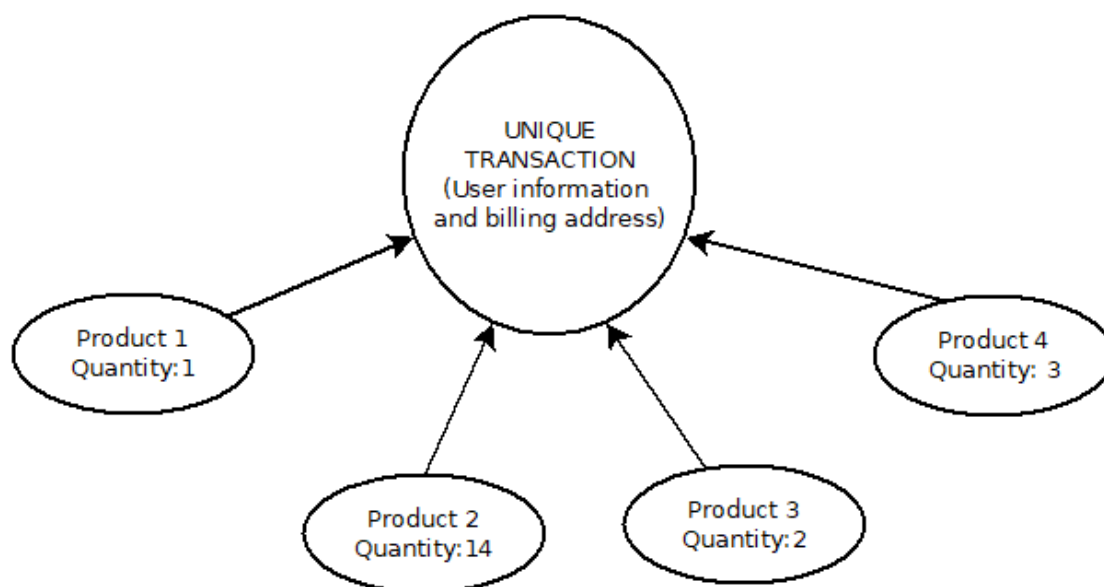 UNIQUE
TRANSACTION
(User information
and billing address)
Product 1
Quantity:1
Product 4
Quantity: 3
Product 2
Quantity:14
Product 3
Quantity:2